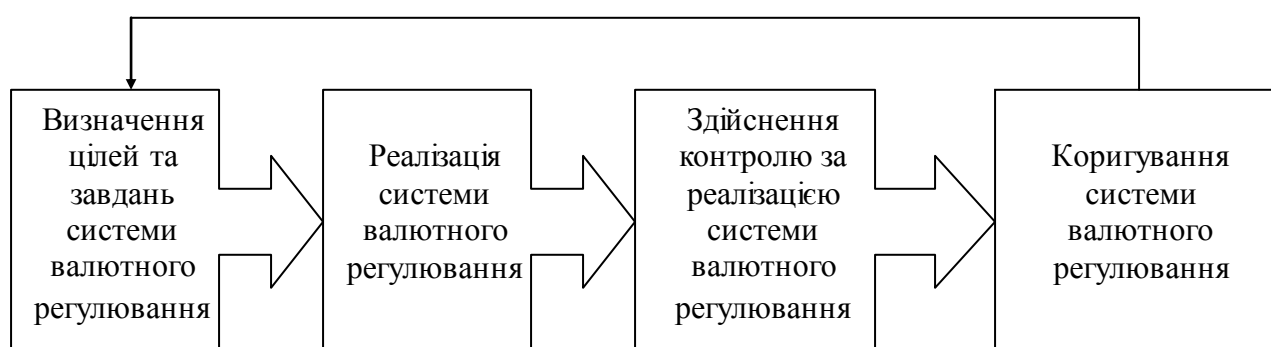 Визначення
цілей та
завдань
системи
валютного
регулювання
Реалізація
системи
валютного
регулювання
Здійснення
контролю за
реалізацією
системи
валютного
регулювання
Коригування
системи
валютного
регулювання